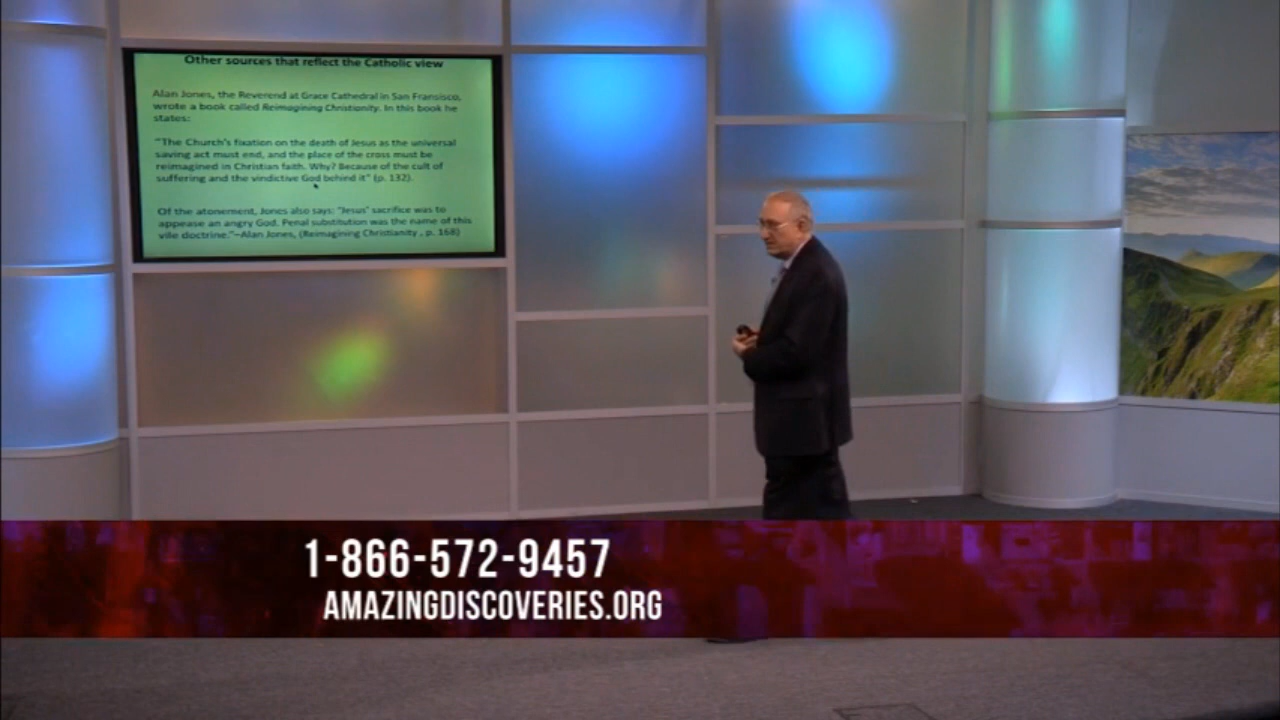 Other sources that reflect the Catholic view
Alan Jones, the Reverend at Grace Cathedral in San Fransisco,
wrote a book called Reimagining Christianity. In this book he
states:
"The Church's fixation on the death of Jesus as the universal
saving act must end, and the place of the cross must be
reimagined in Christian faith. Why? Because of the cult of
suffering and the vindictive God behind it" (p. 132).
Of the atonement, Jones also says: "Jesus' sacrifice was to
appease an angry God. Penal substitution was the name of this
vile doctrine."–Alan Jones, (Reimagining Christianity , p. 168)
1-866-572-9457
AMAZINGDISCOVERIES.ORG